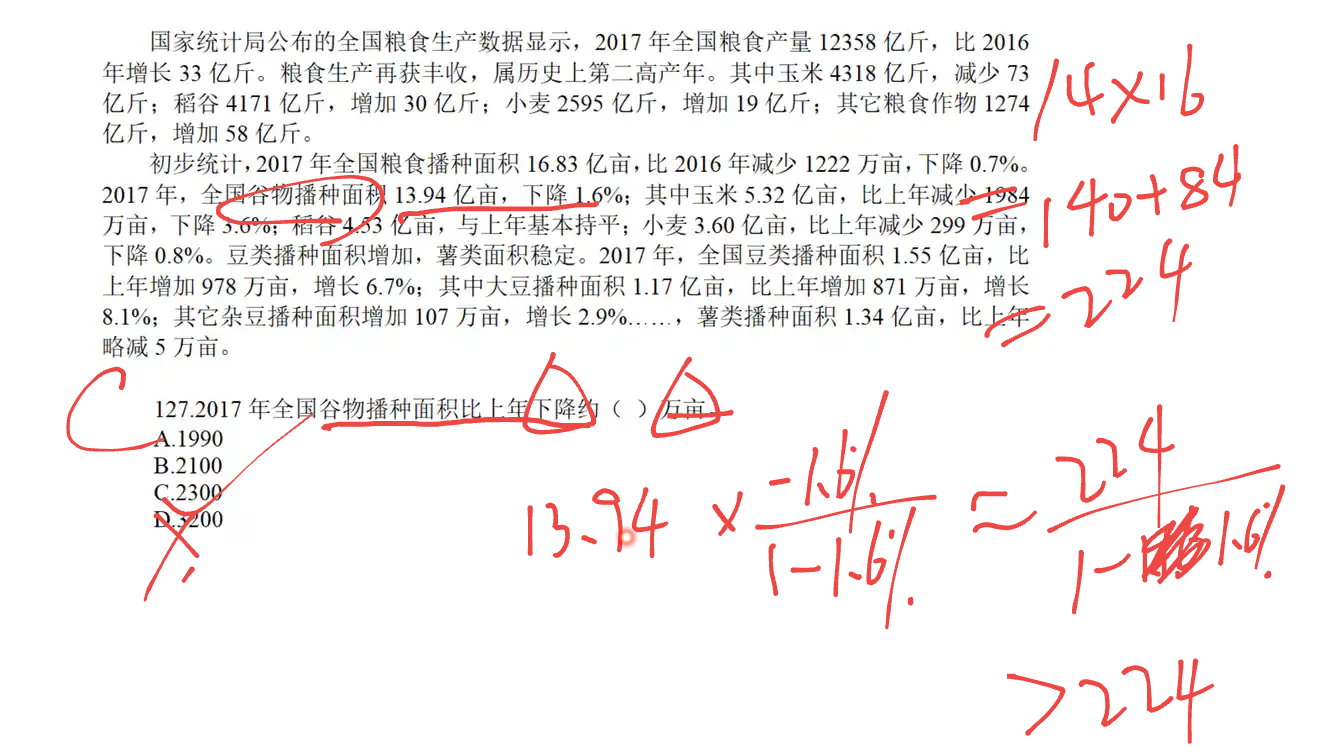 国家统计局公布的全国粮食生产数据显示，2017 年全国粮食产量 12358 亿斤，比 2016
年增长 33 亿斤。粮食生产再获丰收，属历史上第二高产年。其中玉米 4318 亿斤，减少 73
亿斤；稻谷 4171 亿斤，增加 30 亿斤；小麦 2595 亿斤，增加 19 亿斤；其它粮食作物 1274
亿斤，增加 58 亿斤。
初步统计，2017 年全国粮食播种面积 16.83 亿亩，比 2016 年减少 1222 万亩，下降 0.7%。
2017 年，全国谷物播种面积 13.94 亿亩，下降 1.6%；其中玉米 5.32 亿亩，比上年减少 1984
万亩，下降 3.6%；稻谷 4.53 亿亩，与上年基本持平；小麦 3.60 亿亩，比上年减少 299 万亩，
下降 0.8%。豆类播种面积增加，薯类面积稳定。2017 年，全国豆类播种面积 1.55 亿亩，比
上年增加 978 万亩，增长 6.7%；其中大豆播种面积 1.17 亿亩，比上年增加 871 万亩，增长
8.1%；其它杂豆播种面积增加 107 万亩，增长 2.9%……，薯类播种面积 1.34 亿亩，比上年
略减 5 万亩。
14×16
140+84
=224
C
127.2017 年全国谷物播种面积比上年下降约（ ）万亩。
A.1990
B.2100
C.2300
D.3200
13.94 × -1.6% / 1-1.6% ≈ 224 / 1-1.6%
>224